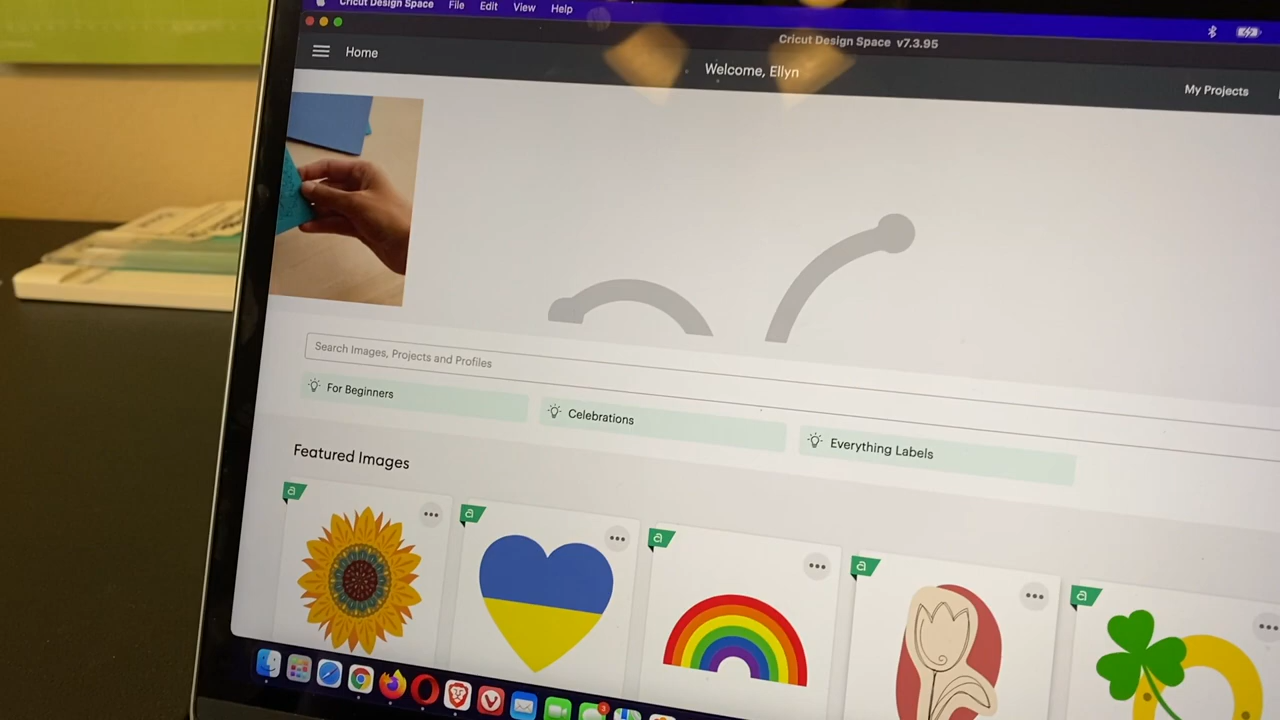 Cricut Design Space File Edit View Help
Cricut Design Space v7.3.95
Home
Welcome, Ellyn
My Projects
Search Images, Projects and Profiles
For Beginners
Celebrations
Everything Labels
Featured Images
a
a
a
a
a
3